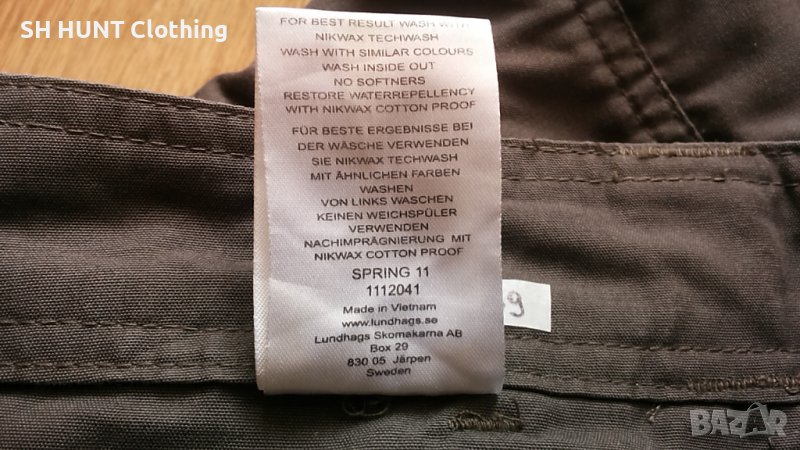 SH HUNT Clothing
FOR BEST RESULT WASH WITH
NIKWAX TECHWASH
WASH WITH SIMILAR COLOURS
WASH INSIDE OUT
NO SOFTNERS
RESTORE WATERREPELLENCY
WITH NIKWAX COTTON PROOF
FÜR BESTE ERGEBNISSE BEI
DER WÄSCHE VERWENDEN
SIE NIKWAX TECHWASH
MIT ÄHNLICHEN FARBEN
WASCHEN
VON LINKS WASCHEN
KEINEN WEICHSPÜLER
VERWENDEN
NACHIMPRÄGNIERUNG MIT
NIKWAX COTTON PROOF
SPRING 11
1112041
Made in Vietnam
www.lundhags.se
Lundhags Skomakarna AB
Box 29
830 05 Järpen
Sweden
BAZAR